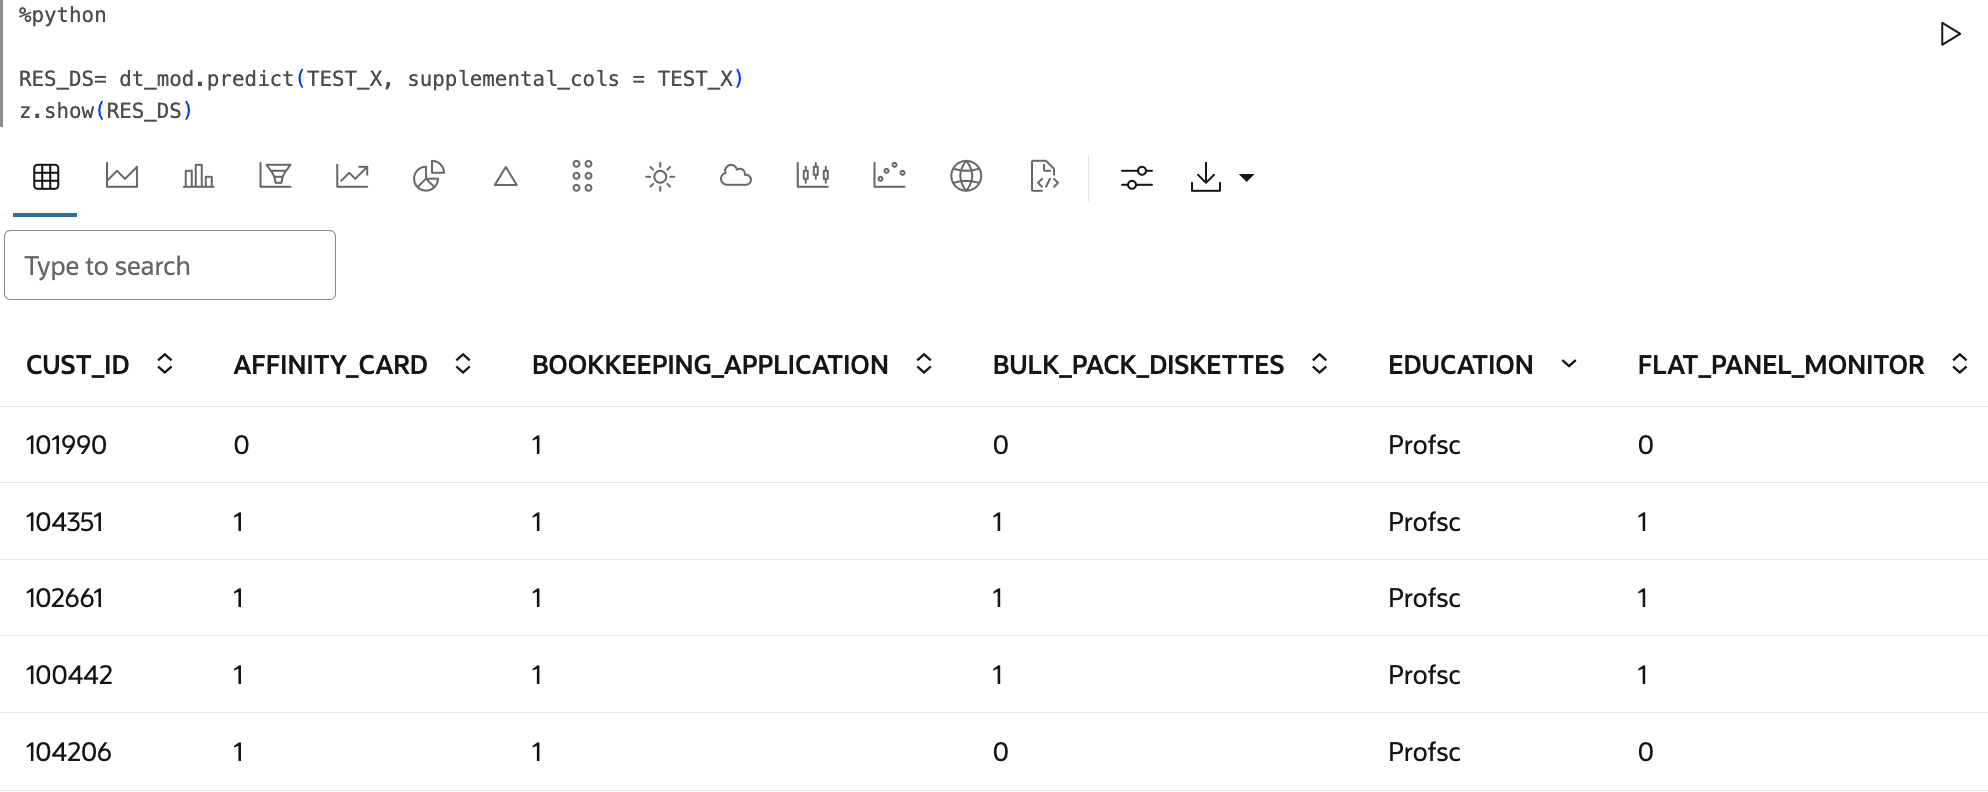 %python
RES_DS= dt_mod.predict(TEST_X, supplemental_cols = TEST_X)
z.show(RES_DS)
Type to search
CUST_ID AFFINITY_CARD BOOKKEEPING_APPLICATION BULK_PACK_DISKETTES EDUCATION FLAT_PANEL_MONITOR
101990 0 1 0 Profsc 0
104351 1 1 1 Profsc 1
102661 1 1 1 Profsc 1
100442 1 1 1 Profsc 1
104206 1 1 0 Profsc 0